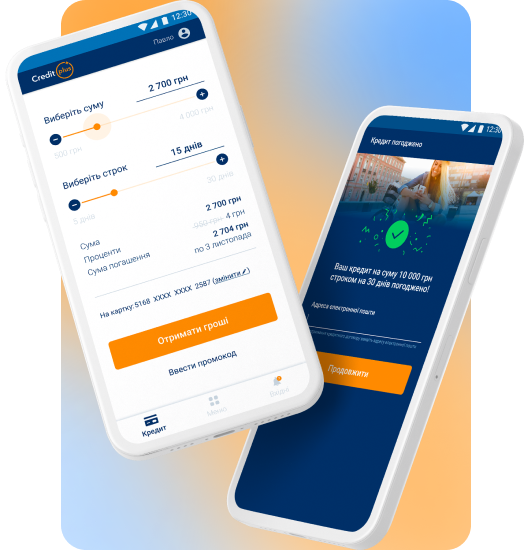 12:30
Credit plus
Павло
Виберіть суму
2 700 грн
500 грн
4 000 грн
Виберіть строк
15 днів
5 днів
30 днів
Сума 2 700 грн
Проценти 950 грн 4 грн
Сума погашення 2 704 грн
по 3 листопада
На картку:5168 XXXX XXXX 2587 (змінити)
Отримати гроші
Ввести промокод
Кредит
Меню
Вхідні
12:30
Кредит погоджено
Ваш кредит на суму 10 000 грн
строком на 30 днів погоджено!
Адреса електронної пошти
Продовжити